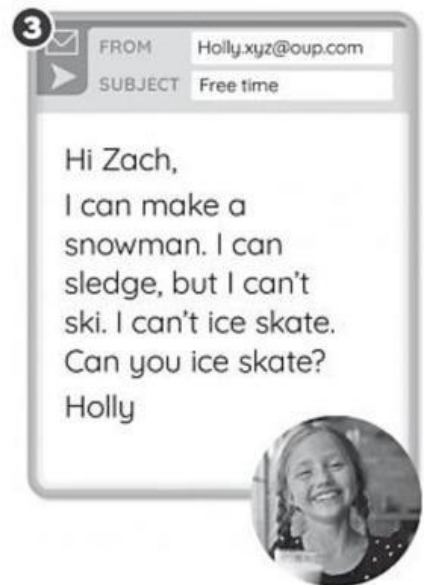 3
FROM Holly.xyz@oup.com
SUBJECT Free time
Hi Zach,
I can make a
snowman. I can
sledge, but I can't
ski. I can't ice skate.
Can you ice skate?
Holly